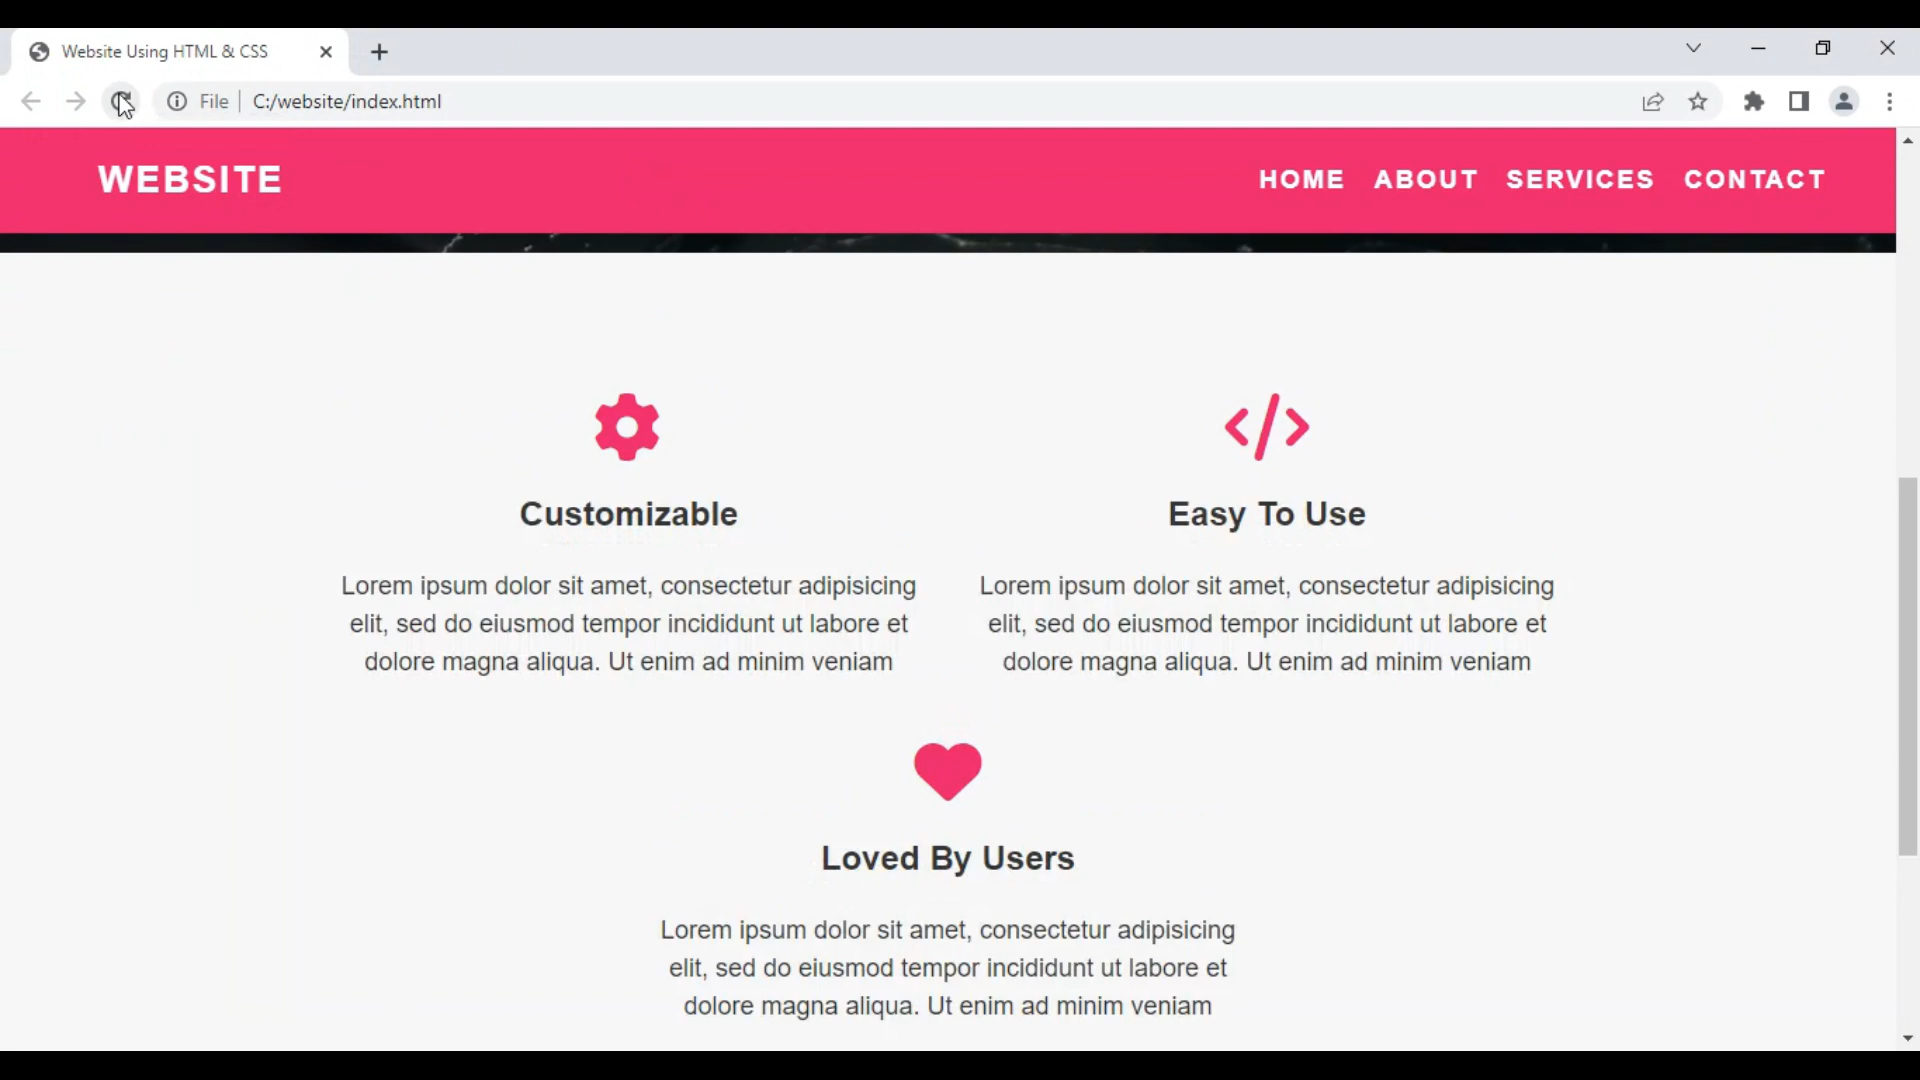 Website Using HTML & CSS
File C:/website/index.html
WEBSITE HOME ABOUT SERVICES CONTACT
Customizable
Lorem ipsum dolor sit amet, consectetur adipisicing
elit, sed do eiusmod tempor incididunt ut labore et
dolore magna aliqua. Ut enim ad minim veniam
Easy To Use
Lorem ipsum dolor sit amet, consectetur adipisicing
elit, sed do eiusmod tempor incididunt ut labore et
dolore magna aliqua. Ut enim ad minim veniam
Loved By Users
Lorem ipsum dolor sit amet, consectetur adipisicing
elit, sed do eiusmod tempor incididunt ut labore et
dolore magna aliqua. Ut enim ad minim veniam